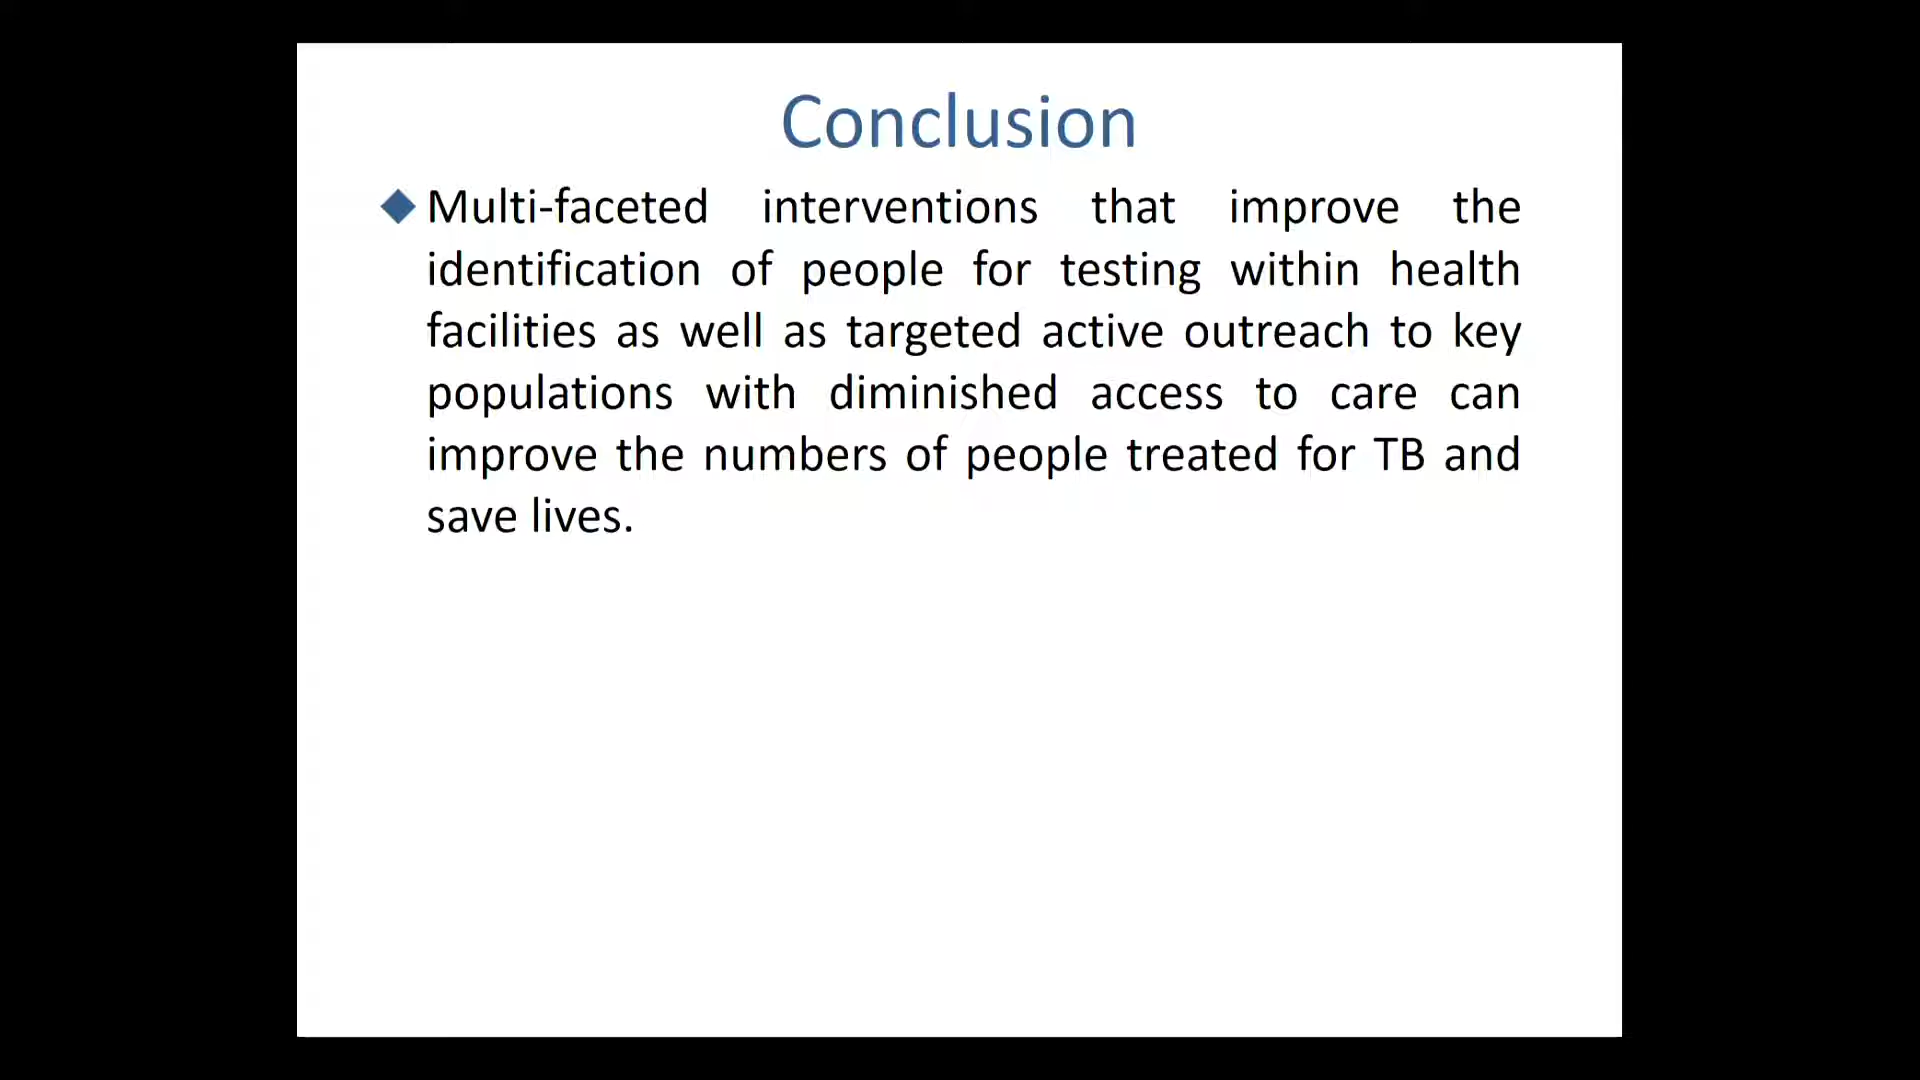 Conclusion
Multi-faceted interventions that improve the
identification of people for testing within health
facilities as well as targeted active outreach to key
populations with diminished access to care can
improve the numbers of people treated for TB and
save lives.